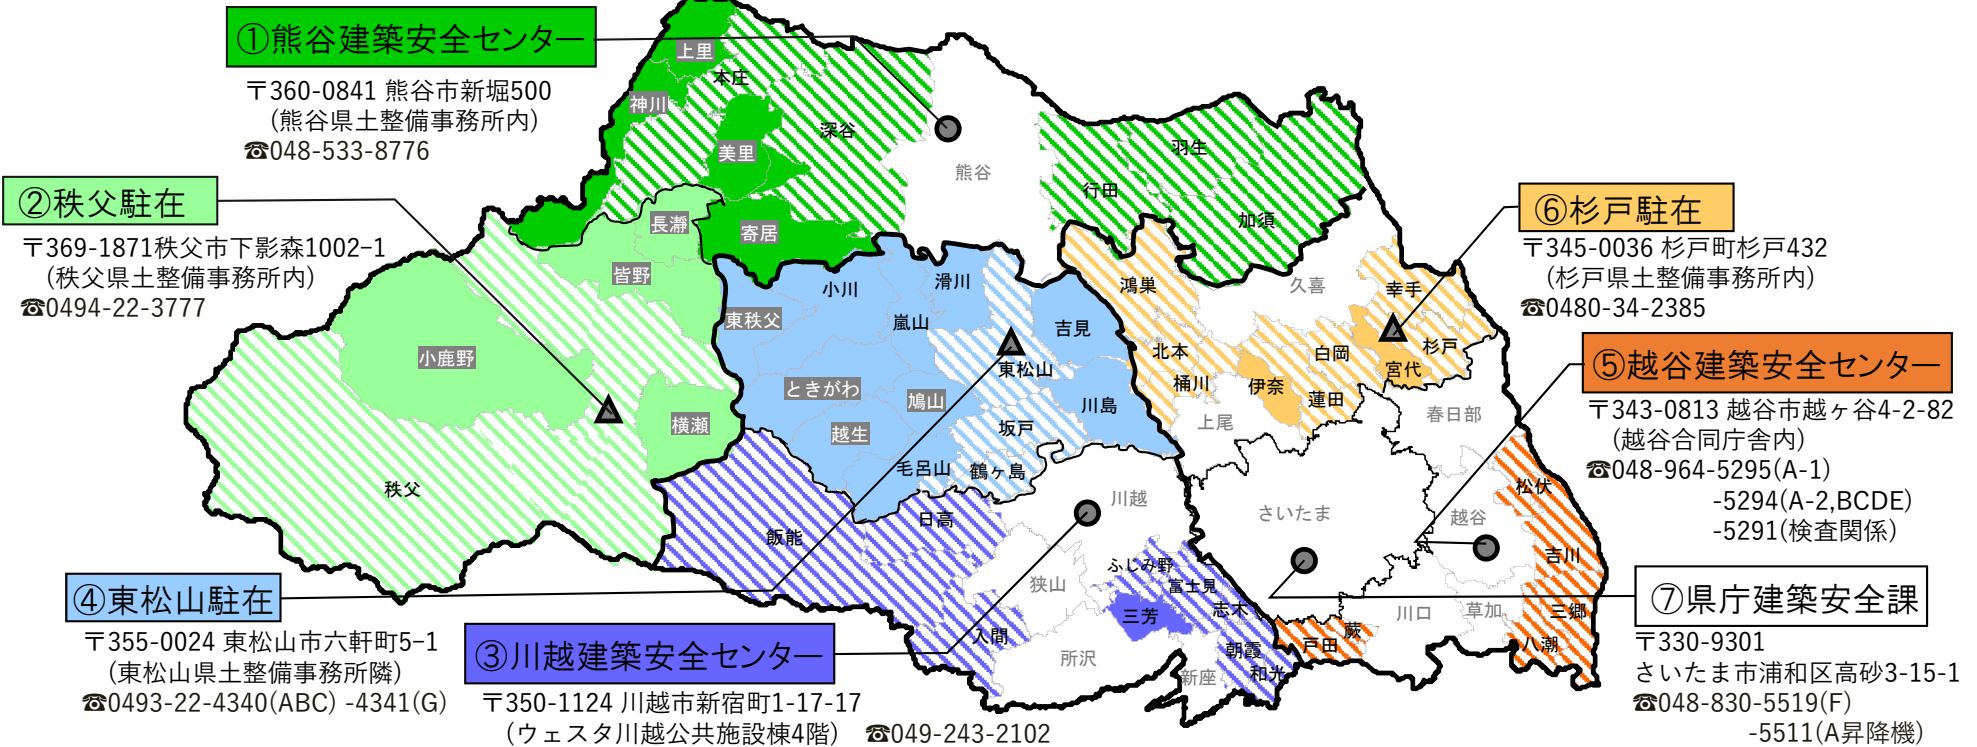 ①熊谷建築安全センター
〒360-0841 熊谷市新堀500
(熊谷県土整備事務所内)
☎048-533-8776
②秩父駐在
〒369-1871秩父市下影森1002−1
(秩父県土整備事務所内)
☎0494-22-3777
④東松山駐在
〒355-0024 東松山市六軒町5−1
(東松山県土整備事務所隣)
☎0493-22-4340(ABC) -4341(G)
③川越建築安全センター
〒350-1124 川越市新宿町1-17-17
(ウェスタ川越公共施設棟4階) ☎049-243-2102
⑥杉戸駐在
〒345-0036 杉戸町杉戸432
(杉戸県土整備事務所内)
☎0480-34-2385
⑤越谷建築安全センター
〒343-0813 越谷市越ヶ谷4-2-82
(越谷合同庁舎内)
☎048-964-5295(A-1)
-5294(A-2,BCDE)
-5291(検査関係)
⑦県庁建築安全課
〒330-9301
さいたま市浦和区高砂3-15-1
☎048-830-5519(F)
-5511(A昇降機)
上里
本庄
神川
美里
深谷
熊谷
寄居
行田
羽生
加須
長瀞
皆野
小鹿野
横瀬
秩父
東秩父
小川
滑川
嵐山
吉見
東松山
ときがわ
鳩山
川島
越生
坂戸
毛呂山
鶴ヶ島
鴻巣
久喜
幸手
北本
白岡
杉戸
桶川
伊奈
宮代
蓮田
上尾
春日部
飯能
日高
川越
狭山
ふじみ野
富士見
三芳
志木
入間
所沢
朝霞
新座
和光
さいたま
越谷
松伏
吉川
川口
草加
三郷
八潮
戸田
蕨